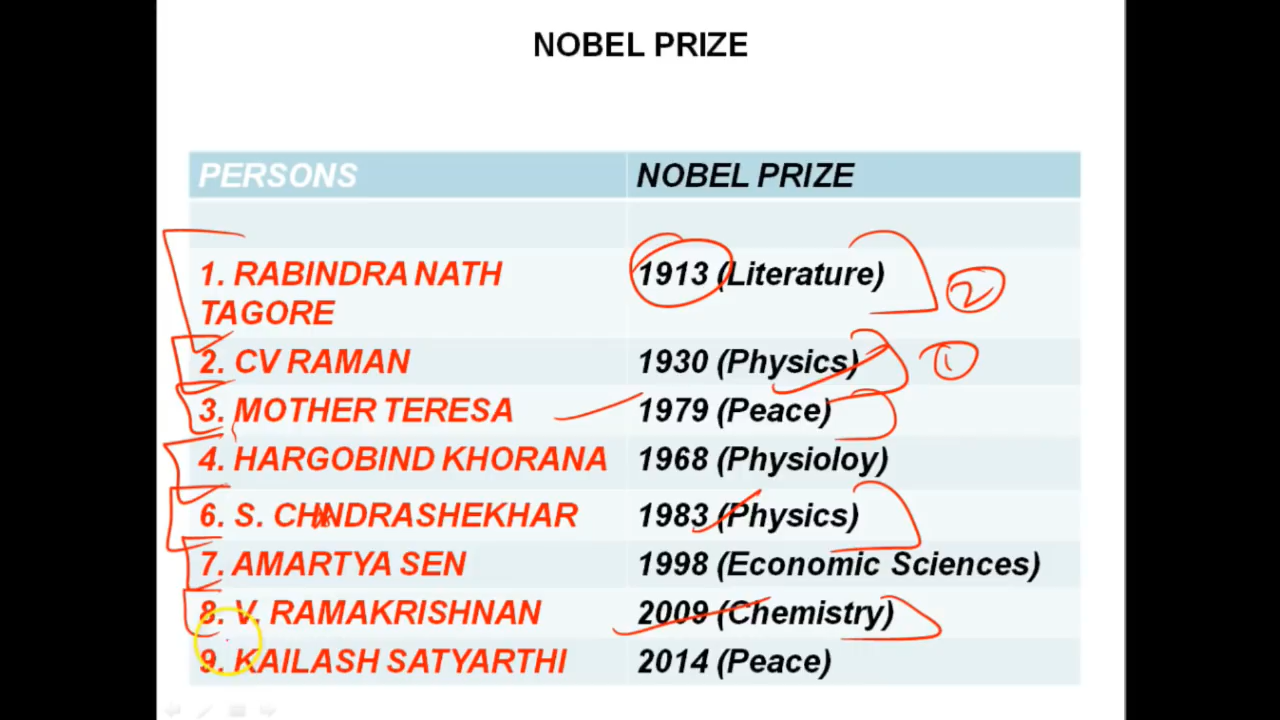 NOBEL PRIZE
PERSONS NOBEL PRIZE
1. RABINDRA NATH TAGORE 1913 (Literature) 2
2. CV RAMAN 1930 (Physics) 1
3. MOTHER TERESA 1979 (Peace)
4. HARGOBIND KHORANA 1968 (Physioloy)
6. S. CHNDRASHEKHAR 1983 (Physics)
7. AMARTYA SEN 1998 (Economic Sciences)
8. V. RAMAKRISHNAN 2009 (Chemistry)
9. KAILASH SATYARTHI 2014 (Peace)